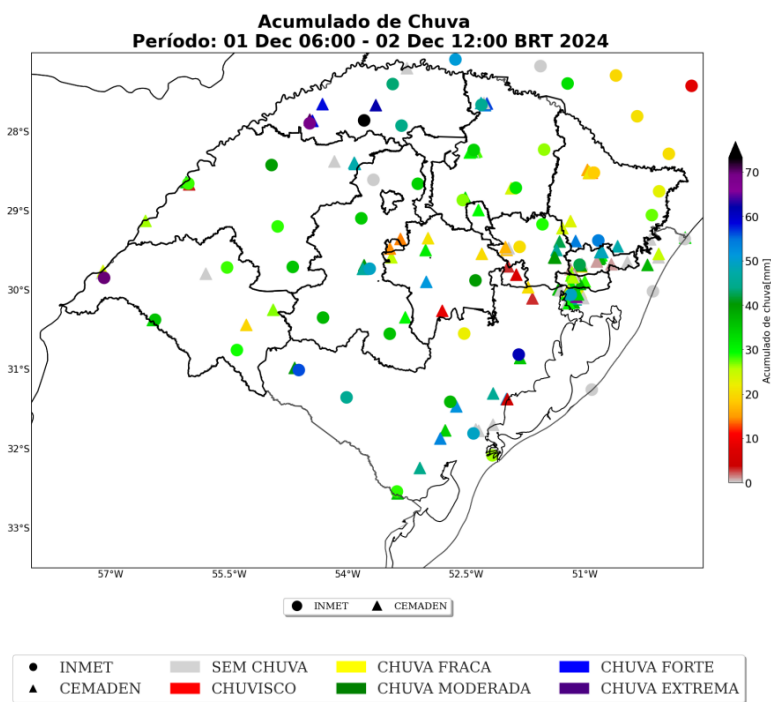 Acumulado de Chuva
Período: 01 Dec 06:00 - 02 Dec 12:00 BRT 2024
28°S
29°S
30°S
31°S
32°S
33°S
57°W 55.5°W 54°W 52.5°W 51°W
70
60
50
40
30
20
10
0
Acumulado de chuva[mm]
INMET CEMADEN
INMET SEM CHUVA CHUVA FRACA CHUVA FORTE
CEMADEN CHUVISCO CHUVA MODERADA CHUVA EXTREMA